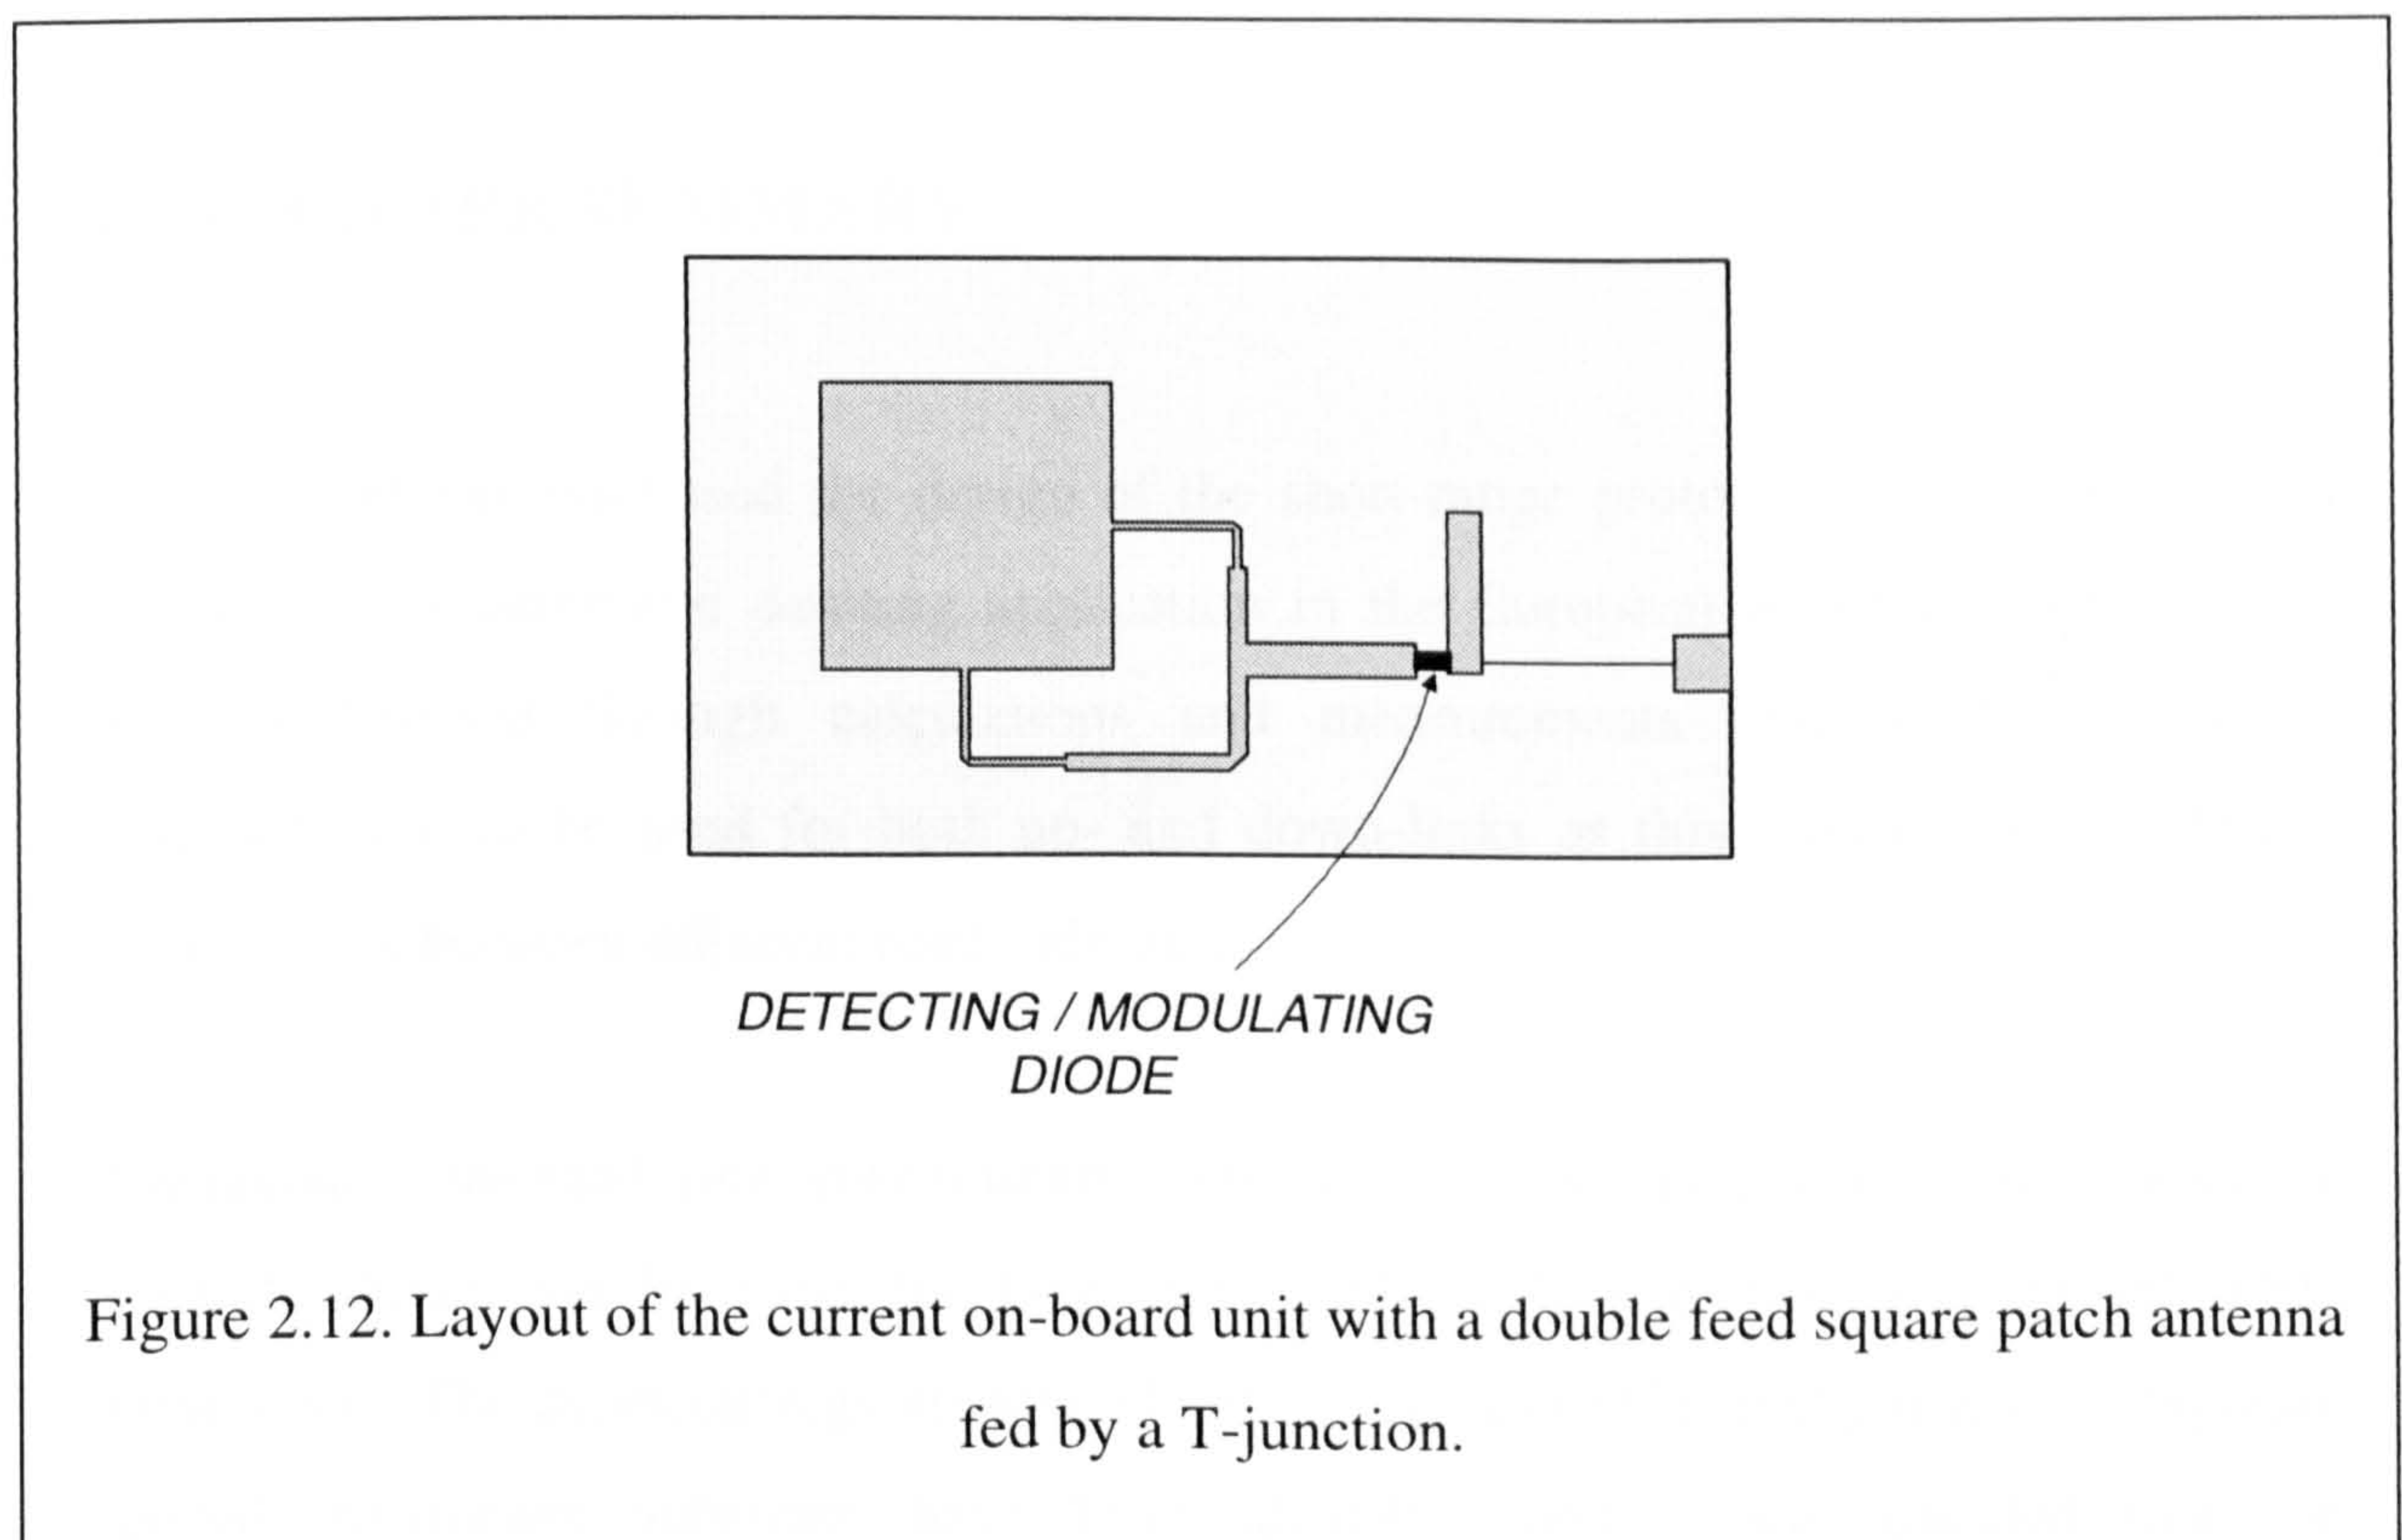 DETECTING / MODULATING
DIODE
Figure 2.12. Layout of the current on-board unit with a double feed square patch antenna
fed by a T-junction.